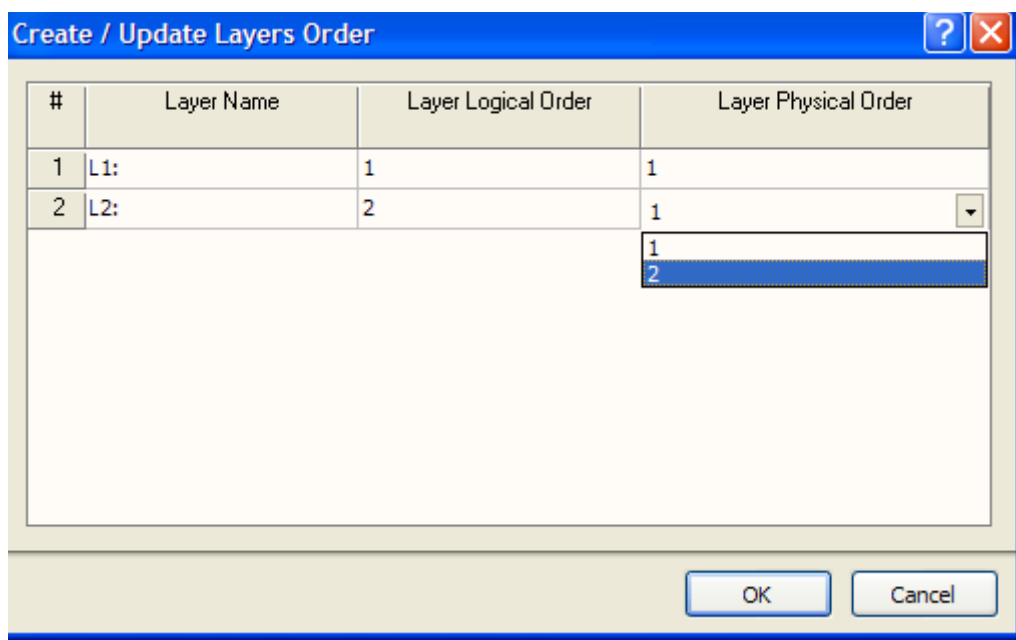 Create / Update Layers Order
?
# Layer Name Layer Logical Order Layer Physical Order
1 L1: 1 1
2 L2: 2 1
1
2
OK Cancel